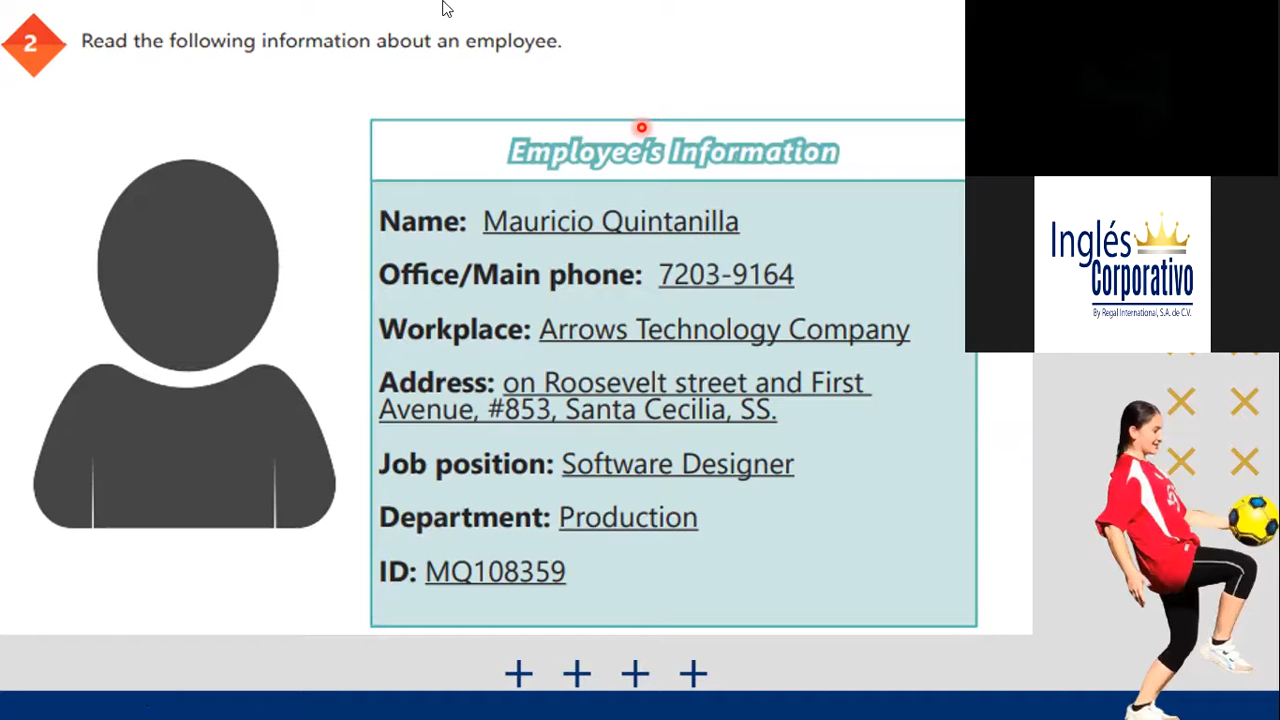 2
Read the following information about an employee.
Employee's Information
Name: Mauricio Quintanilla
Office/Main phone: 7203-9164
Workplace: Arrows Technology Company
Address: on Roosevelt street and First
Avenue, #853, Santa Cecilia, SS.
Job position: Software Designer
Department: Production
ID: MQ108359
Inglés
Corporativo
By Regal International, S.A. de C.V.